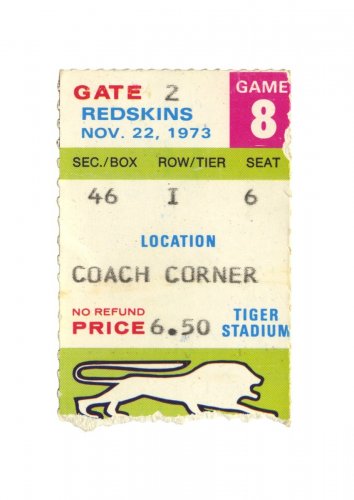 GATE 2
GAME
REDSKINS
8
NOV. 22, 1973
SEC./BOX ROW/TIER SEAT
46 I 6
LOCATION
COACH CORNER
NO REFUND TIGER
PRICE 6.50 STADIUM